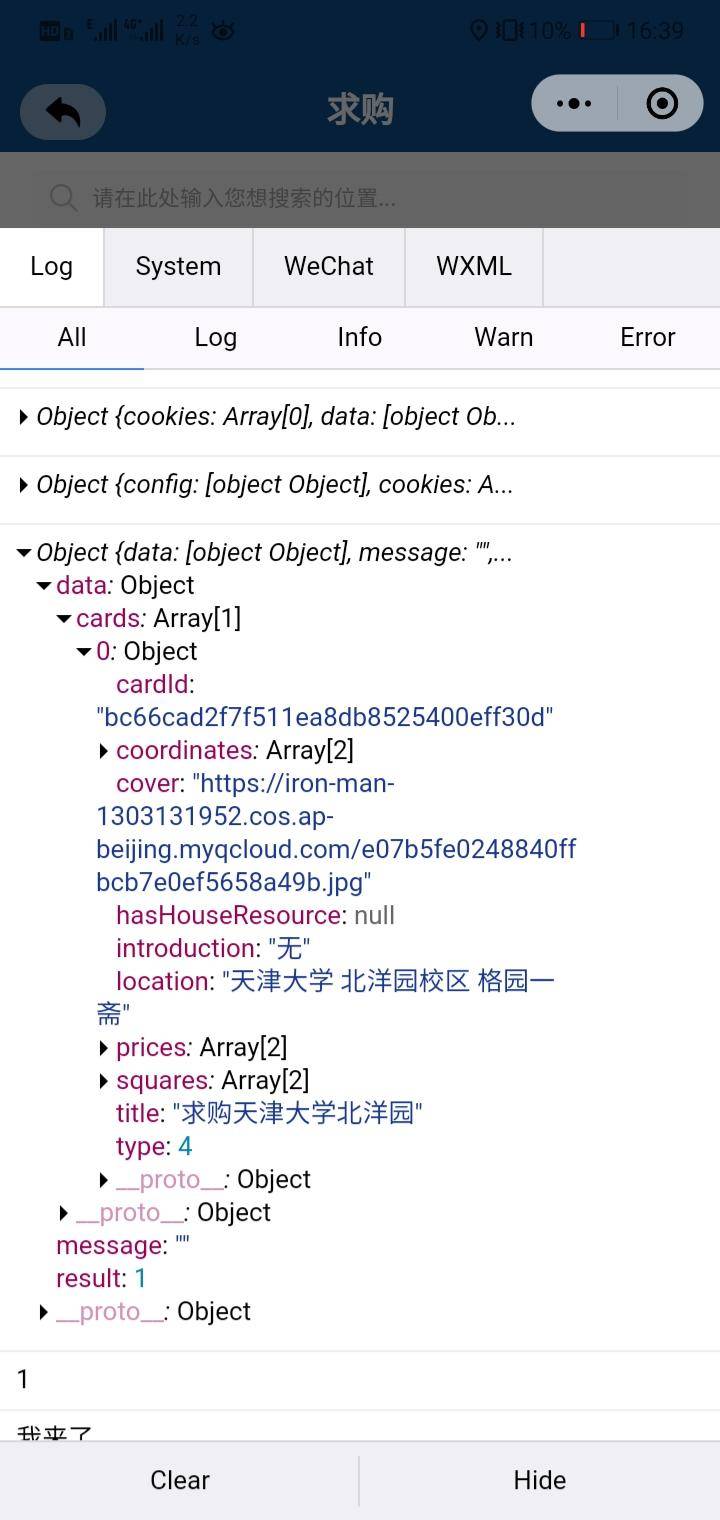 HD 2 E 4G+ 2.2 K/s 10% 16:39
求购
请在此处输入您想搜索的位置...
Log System WeChat WXML
All Log Info Warn Error
Object {cookies: Array[0], data: [object Ob...
Object {config: [object Object], cookies: A...
Object {data: [object Object], message: "",...
data: Object
cards: Array[1]
0: Object
cardId:
"bc66cad2f7f511ea8db8525400eff30d"
coordinates: Array[2]
cover: "https://iron-man-
1303131952.cos.ap-
beijing.myqcloud.com/e07b5fe0248840ff
bcb7e0ef5658a49b.jpg"
hasHouseResource: null
introduction: "无"
location: "天津大学 北洋园校区 格园一
斋"
prices: Array[2]
squares: Array[2]
title: "求购天津大学北洋园"
type: 4
__proto__: Object
__proto__: Object
message: ""
result: 1
__proto__: Object
1
我来了
Clear Hide